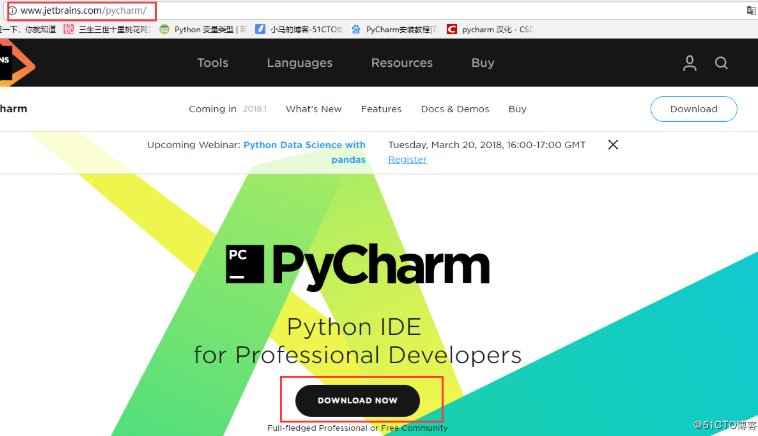 www.jetbrains.com/pycharm/
一下，你就知道 三生三世十里桃花网 Python 变量类型 | 小马的博客-51CTO PyCharm安装教程 pycharm 汉化 - CSD
NS
Tools Languages Resources Buy
harm Coming in 2018.1 What's New Features Docs & Demos Buy Download
Upcoming Webinar: Python Data Science with
pandas
Tuesday, March 20, 2018, 16:00-17:00 GMT
Register
PC PyCharm
Python IDE
for Professional Developers
DOWNLOAD NOW
Full-fledged Professional or Free Community
@51CTO博客